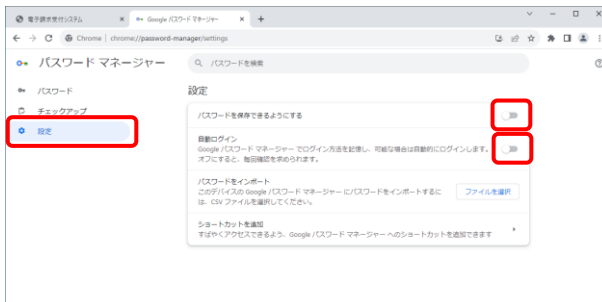 電子請求受付システム
Google パスワード マネージャー
Chrome | chrome://password-manager/settings
パスワード マネージャー
パスワードを検索
パスワード
チェックアップ
設定
設定
パスワードを保存できるようにする
自動ログイン
Google パスワード マネージャー でログイン方法を記憶し、可能な場合は自動的にログインします。
オフにすると、毎回確認を求められます。
パスワードをインポート
このデバイスの Google パスワード マネージャー にパスワードをインポートするに
は、CSV ファイルを選択してください。
ファイルを選択
ショートカットを追加
すばやくアクセスできるよう、Google パスワード マネージャー へのショートカットを追加できます